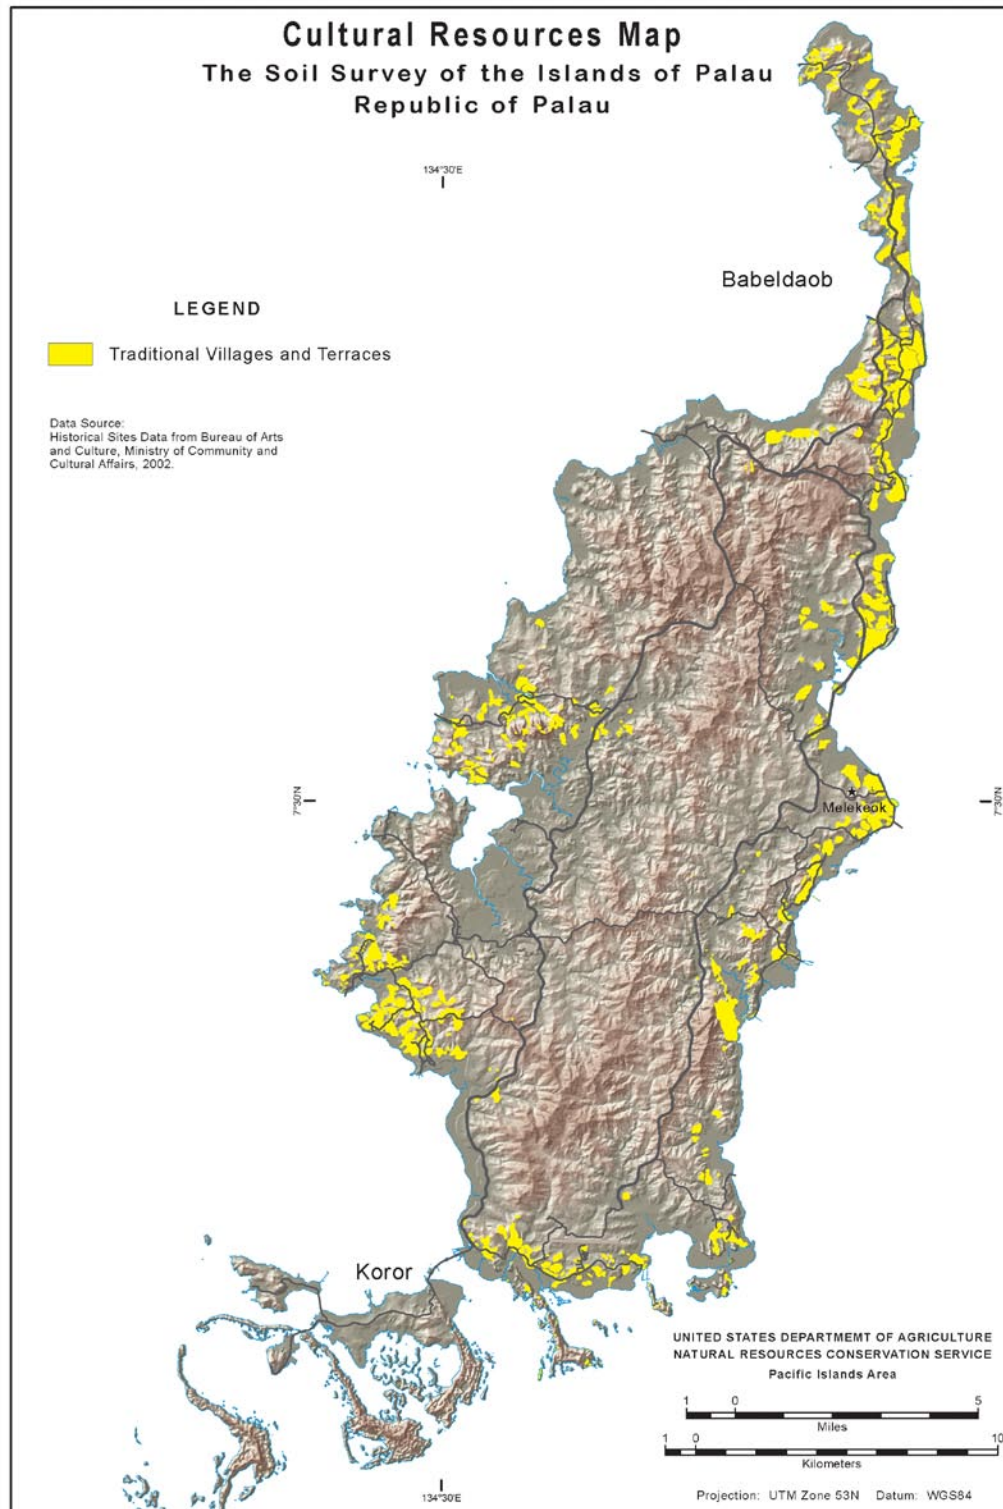 Cultural Resources Map
The Soil Survey of the Islands of Palau
Republic of Palau
134°30'E
Babeldaob
LEGEND
Traditional Villages and Terraces
Data Source:
Historical Sites Data from Bureau of Arts
and Culture, Ministry of Community and
Cultural Affairs, 2002.
7°30'N
7°30'N
Melekeok
Koror
UNITED STATES DEPARTMEMT OF AGRICULTURE
NATURAL RESOURCES CONSERVATION SERVICE
Pacific Islands Area
1 0 5
Miles
1 0 10
Kilometers
134°30'E
Projection: UTM Zone 53N Datum: WGS84